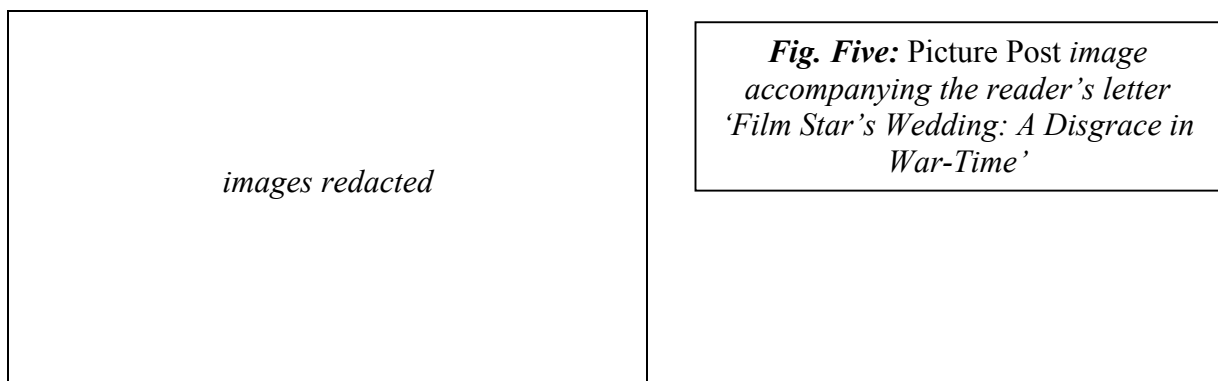 images redacted
Fig. Five: Picture Post image
accompanying the reader’s letter
‘Film Star’s Wedding: A Disgrace in
War-Time’